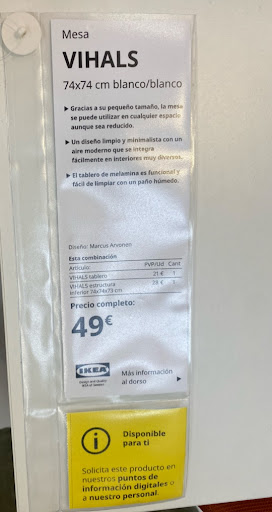 Mesa
VIHALS
74x74 cm blanco/blanco
▶ Gracias a su pequeño tamaño, la mesa
se puede utilizar en cualquier espacio
aunque sea reducido.
▶ Un diseño limpio y minimalista con un
aire moderno que se integra
fácilmente en interiores muy diversos.
▶ El tablero de melamina es funcional y
fácil de limpiar con un paño húmedo.
Diseño: Marcus Arvonen
Esta combinación
Artículo: PVP/Ud Cant
VIHALS tablero 21 € 1
VIHALS estructura 28 € 1
inferior 74x74x73 cm
Precio completo:
49€
IKEA
Más información
al dorso ▶
Disponible
para ti
Solicita este producto en
nuestros puntos de
información digitales o
a nuestro personal.